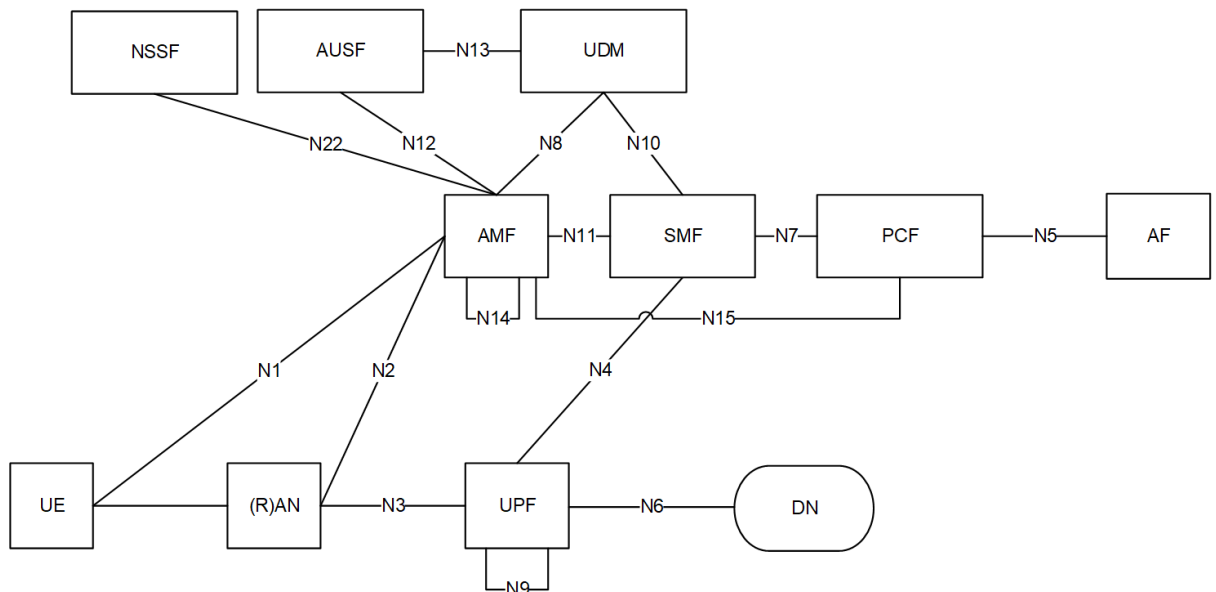 NSSF
AUSF
N13
UDM
N22
N12
N8
N10
AMF
N11
SMF
N7
PCF
N5
AF
N14
N15
N1
N2
N4
UE
(R)AN
N3
UPF
N6
DN
N9